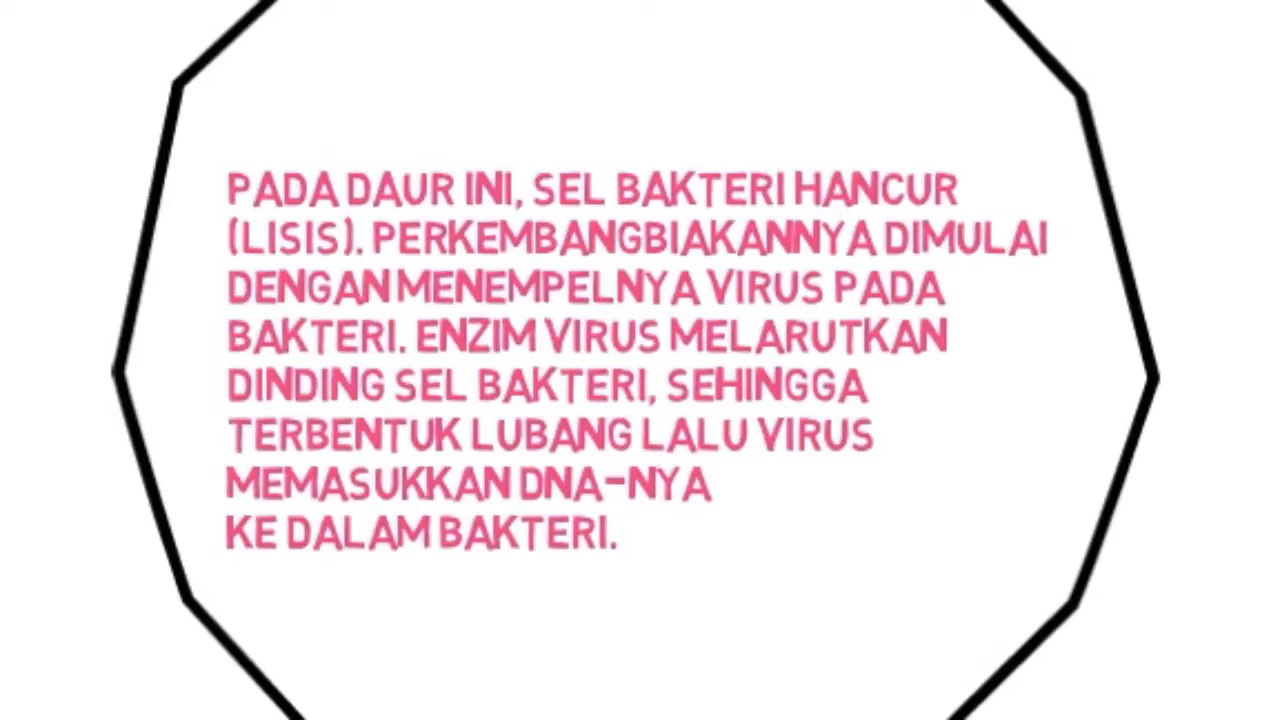 PADA DAUR INI, SEL BAKTERI HANCUR
(LISIS). PERKEMBANGBIAKANNYA DIMULAI
DENGAN MENEMPELNYA VIRUS PADA
BAKTERI. ENZIM VIRUS MELARUTKAN
DINDING SEL BAKTERI, SEHINGGA
TERBENTUK LUBANG LALU VIRUS
MEMASUKKAN DNA-NYA
KE DALAM BAKTERI.